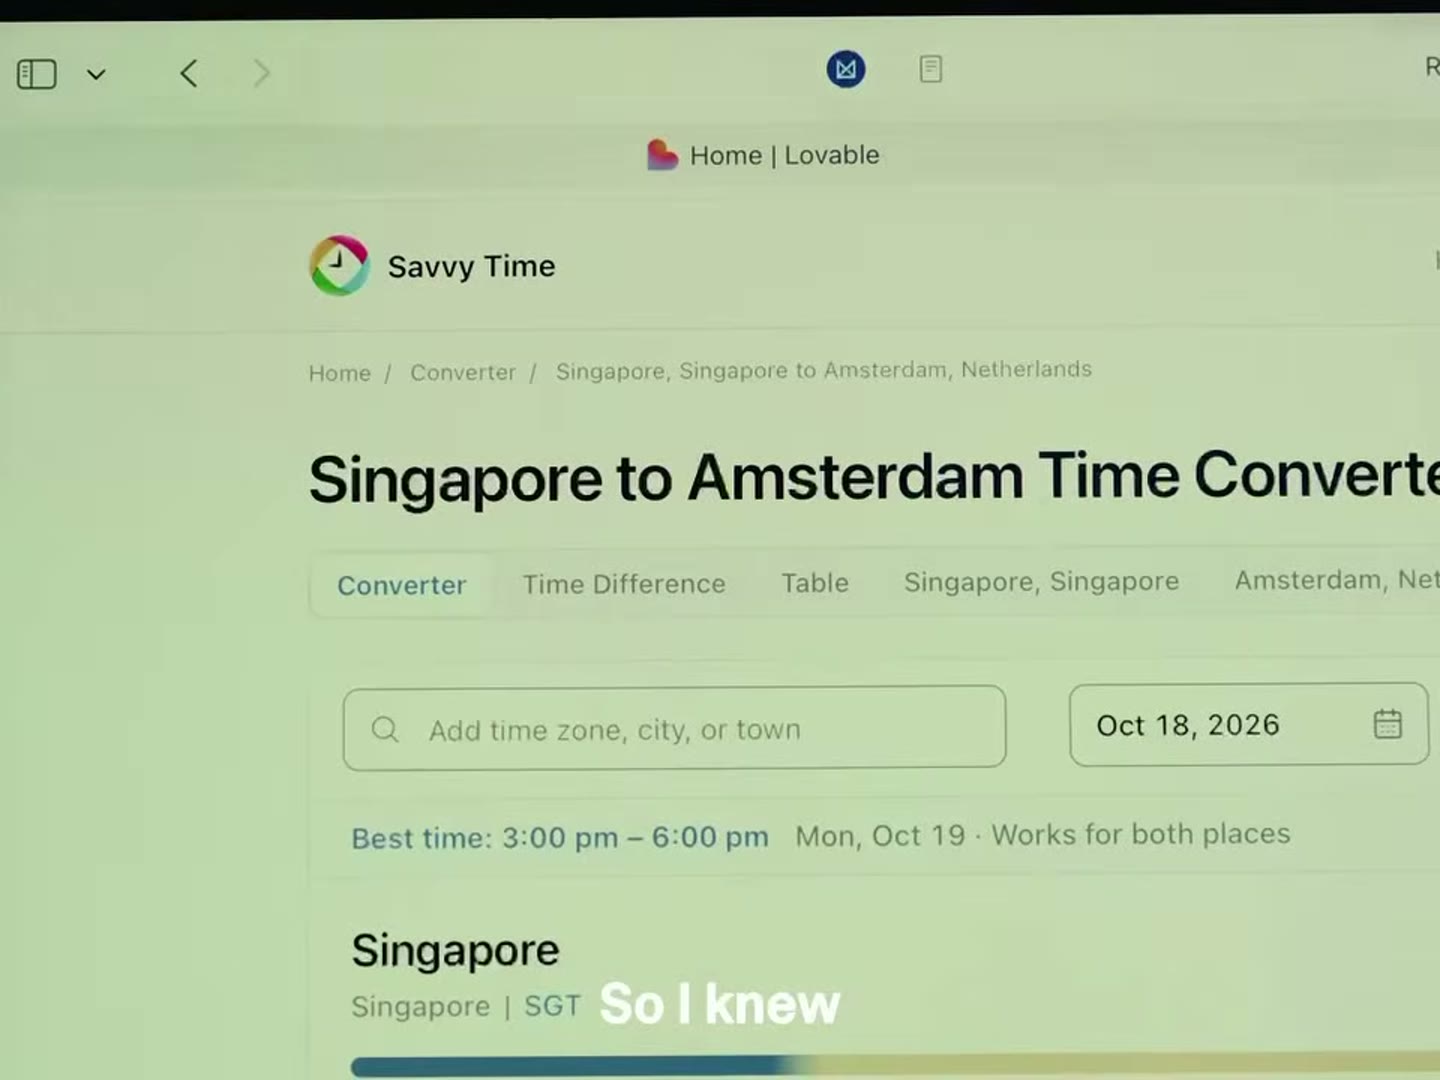 Home | Lovable
Savvy Time
Home / Converter / Singapore, Singapore to Amsterdam, Netherlands
Singapore to Amsterdam Time Converte
Converter Time Difference Table Singapore, Singapore Amsterdam, Net
Add time zone, city, or town Oct 18, 2026
Best time: 3:00 pm – 6:00 pm Mon, Oct 19 · Works for both places
Singapore
Singapore | SGT
So I knew